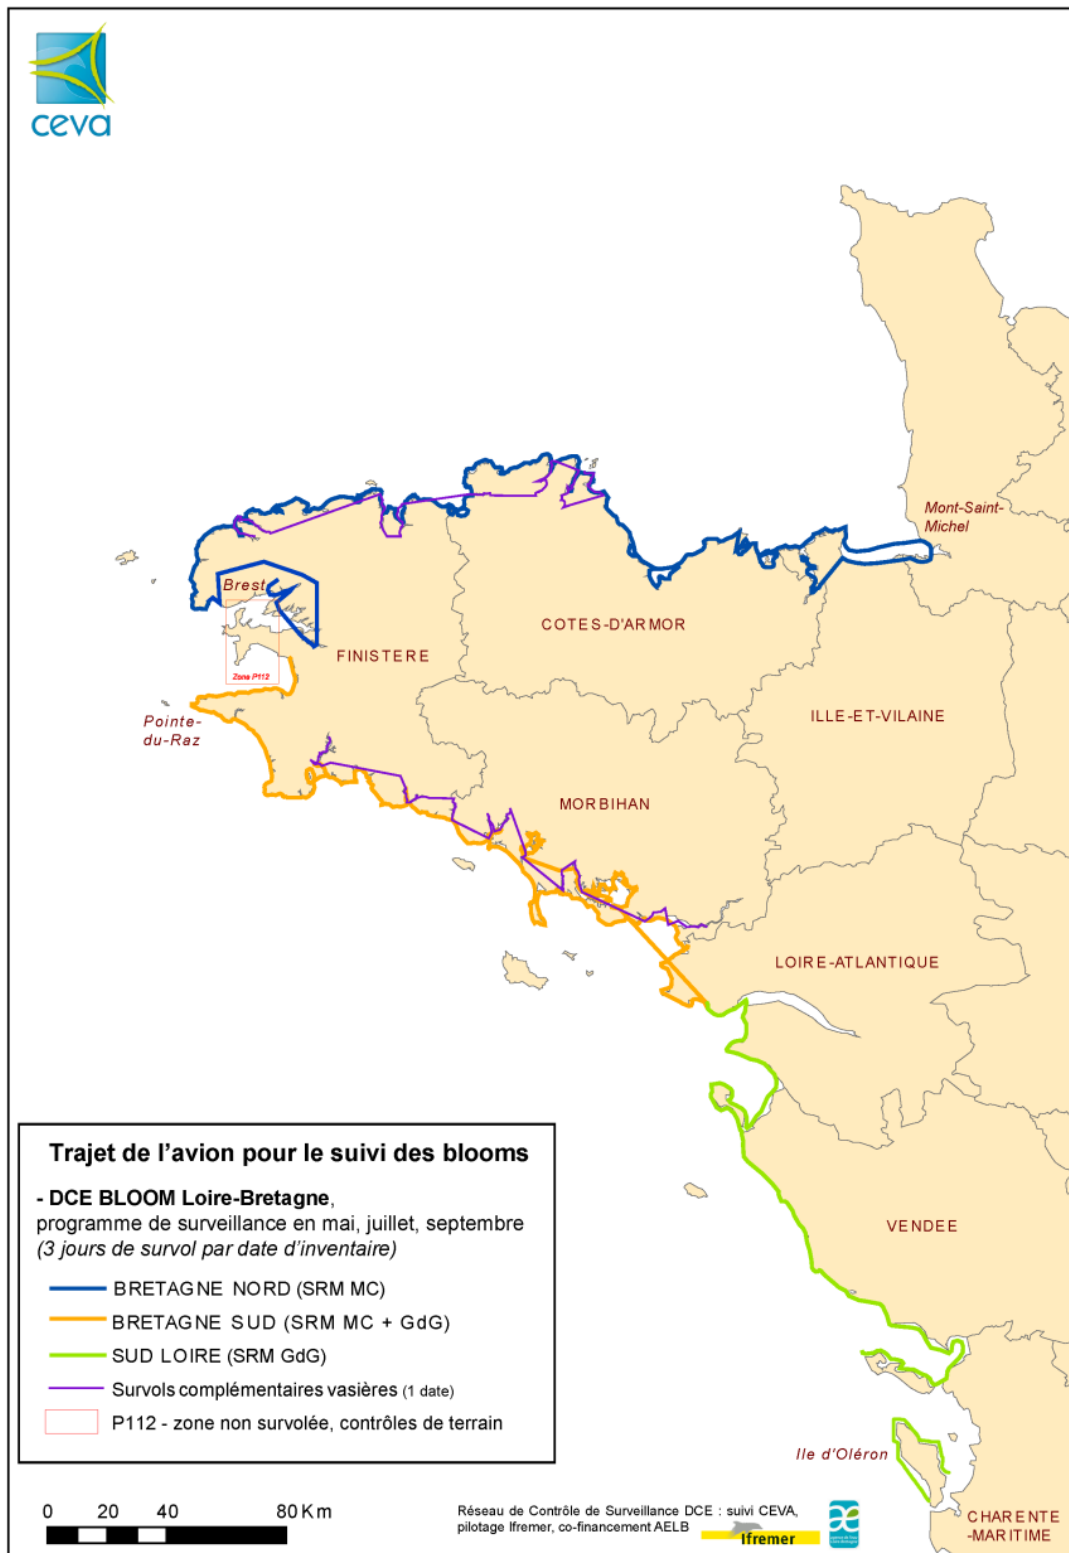 ceva
Mont-Saint-
Michel
Brest
COTES-D'ARMOR
FINISTERE
Zone P112
ILLE-ET-VILAINE
Pointe-
du-Raz
MORBIHAN
LOIRE-ATLANTIQUE
VENDEE
Ile d'Oléron
CHARENTE
-MARITIME
Trajet de l'avion pour le suivi des blooms
- DCE BLOOM Loire-Bretagne,
programme de surveillance en mai, juillet, septembre
(3 jours de survol par date d'inventaire)
BRETAGNE NORD (SRM MC)
BRETAGNE SUD (SRM MC + GdG)
SUD LOIRE (SRM GdG)
Survols complémentaires vasières (1 date)
P112 - zone non survolée, contrôles de terrain
0 20 40 80 Km
Réseau de Contrôle de Surveillance DCE : suivi CEVA,
pilotage Ifremer, co-financement AELB
Ifremer